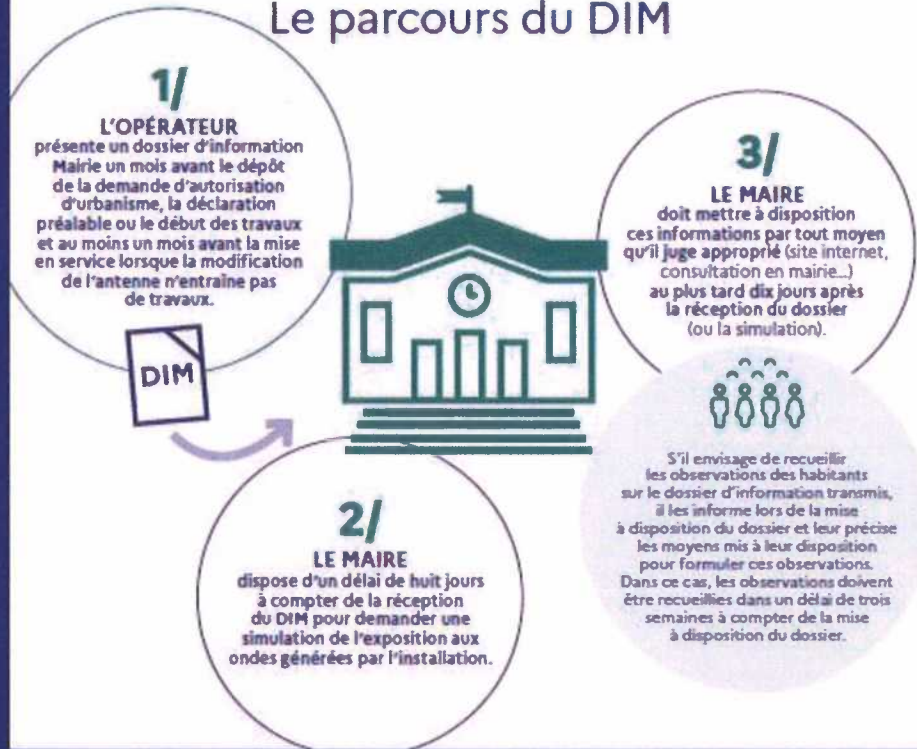 Le parcours du DIM
1/
L'OPÉRATEUR
présente un dossier d'information
Mairie un mois avant le dépôt
de la demande d'autorisation
d'urbanisme, la déclaration
préalable ou le début des travaux
et au moins un mois avant la mise
en service lorsque la modification
de l'antenne n'entraîne pas
de travaux.
DIM
2/
LE MAIRE
dispose d'un délai de huit jours
à compter de la réception
du DIM pour demander une
simulation de l'exposition aux
ondes générées par l'installation.
3/
LE MAIRE
doit mettre à disposition
ces informations par tout moyen
qu'il juge approprié (site internet,
consultation en mairie...)
au plus tard dix jours après
la réception du dossier
(ou la simulation).
S'il envisage de recueillir
les observations des habitants
sur le dossier d'information transmis,
il les informe lors de la mise
à disposition du dossier et leur précise
les moyens mis à leur disposition
pour formuler ces observations.
Dans ce cas, les observations doivent
être recueillies dans un délai de trois
semaines à compter de la mise
à disposition du dossier.